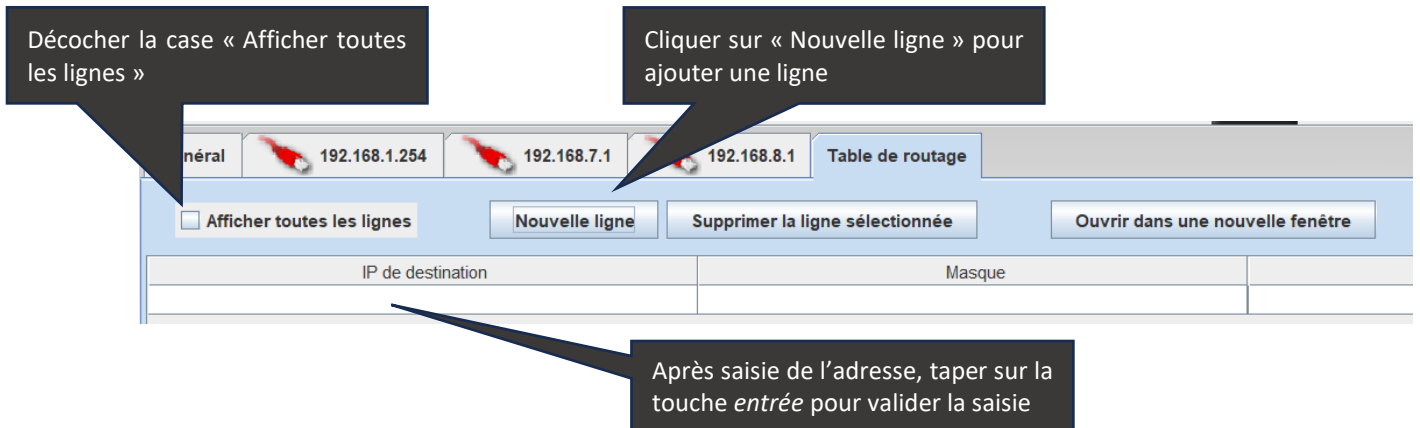 Décocher la case « Afficher toutes
les lignes »
Cliquer sur « Nouvelle ligne » pour
ajouter une ligne
néral 192.168.1.254 192.168.7.1 192.168.8.1 Table de routage
Afficher toutes les lignes Nouvelle ligne Supprimer la ligne sélectionnée Ouvrir dans une nouvelle fenêtre
IP de destination Masque
Après saisie de l’adresse, taper sur la
touche entrée pour valider la saisie